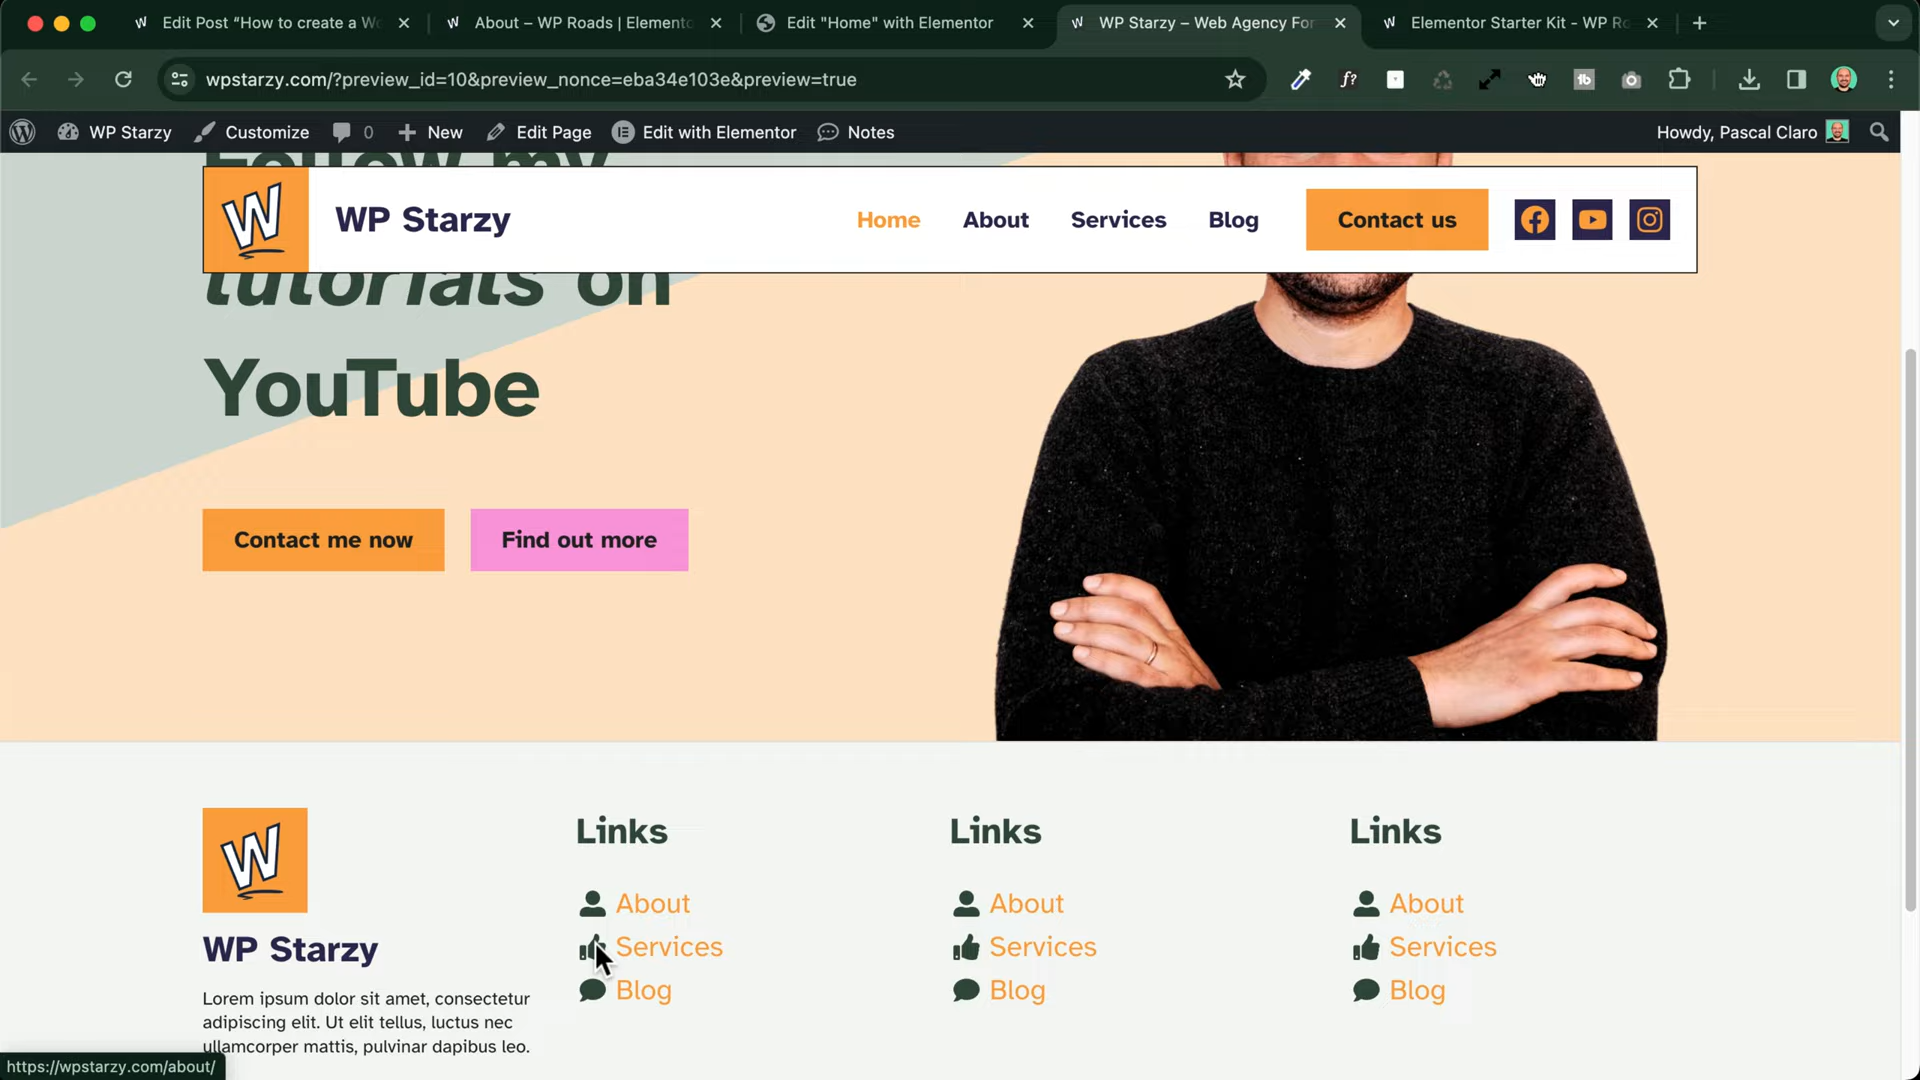 Edit Post “How to create a Wo
About – WP Roads | Elemento
Edit "Home" with Elementor
WP Starzy – Web Agency For
Elementor Starter Kit - WP Ro
wpstarzy.com/?preview_id=10&preview_nonce=eba34e103e&preview=true
WP Starzy
Customize
0
New
Edit Page
Edit with Elementor
Notes
Howdy, Pascal Claro
Follow my
WP Starzy
Home
About
Services
Blog
Contact us
tutorials on
YouTube
Contact me now
Find out more
WP Starzy
Lorem ipsum dolor sit amet, consectetur
adipiscing elit. Ut elit tellus, luctus nec
ullamcorper mattis, pulvinar dapibus leo.
Links
About
Services
Blog
Links
About
Services
Blog
Links
About
Services
Blog
https://wpstarzy.com/about/